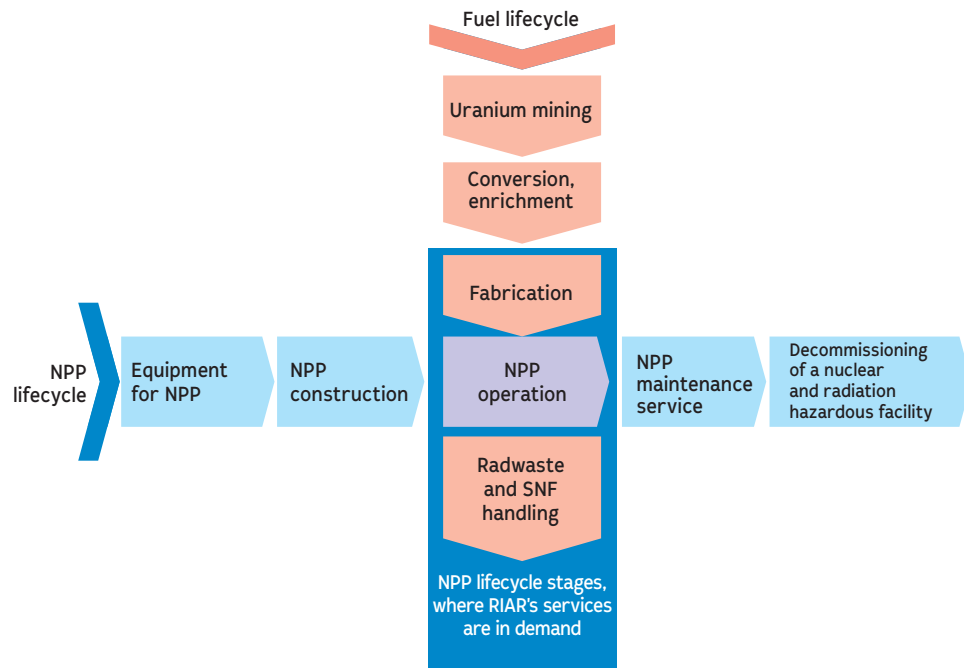 Fuel lifecycle
Uranium mining
Conversion,
enrichment
Fabrication
NPP
lifecycle
Equipment
for NPP
NPP
construction
NPP
operation
NPP
maintenance
service
Decommissioning
of a nuclear
and radiation
hazardous facility
Radwaste
and SNF
handling
NPP lifecycle stages,
where RIAR's services
are in demand